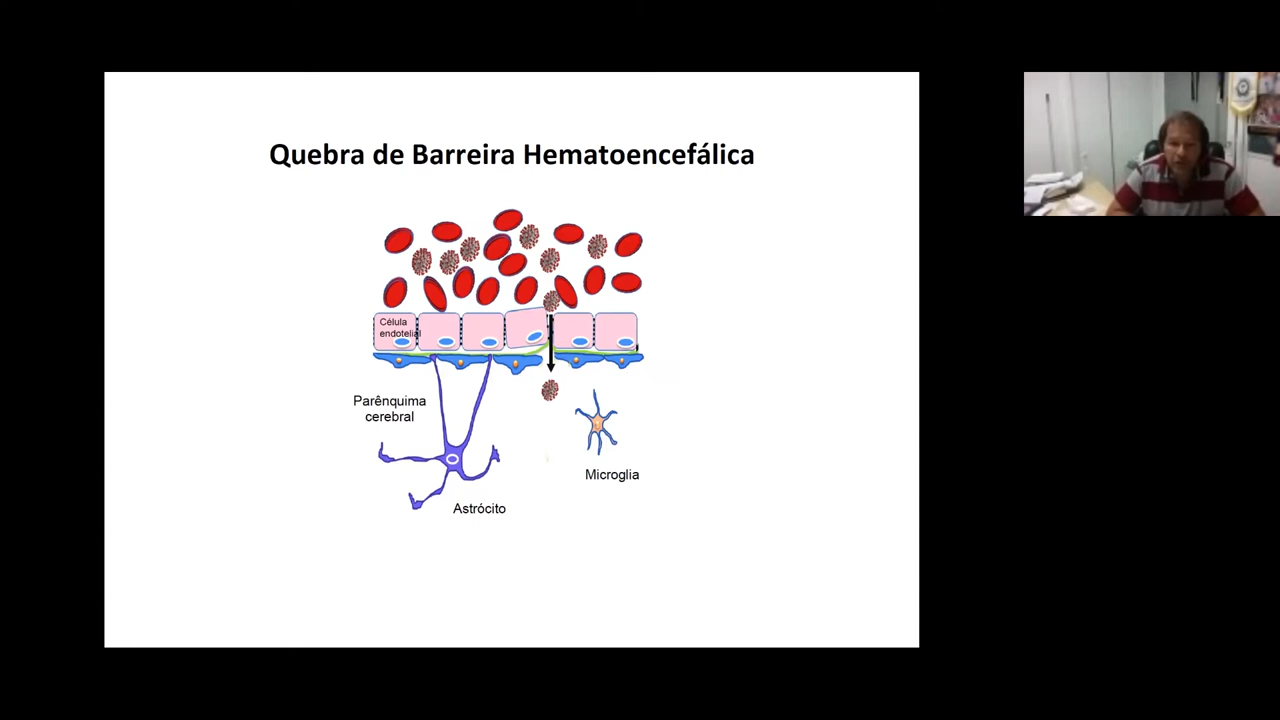 Quebra de Barreira Hematoencefálica
Célula
endotelial
Parênquima
cerebral
Microglia
Astrócito